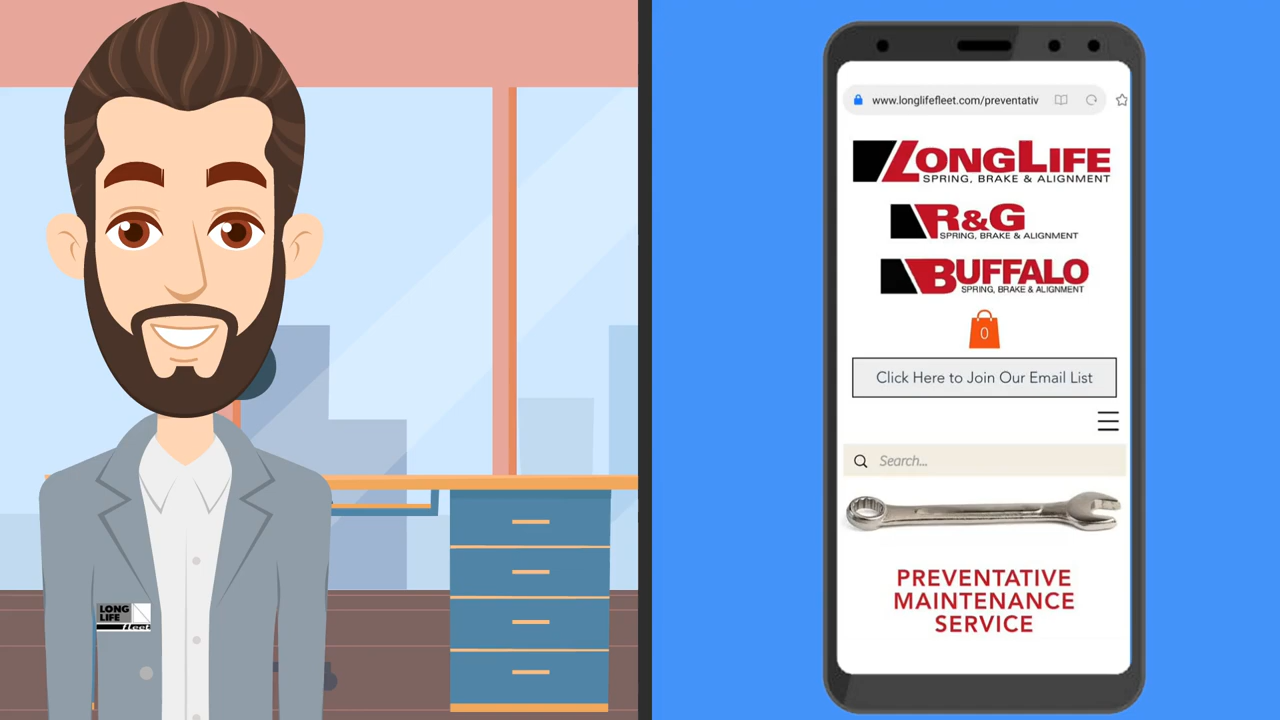 LONG
LIFE
fleet
www.longlifefleet.com/preventativ
LONGLIFE
SPRING, BRAKE & ALIGNMENT
R&G
SPRING, BRAKE & ALIGNMENT
BUFFALO
SPRING, BRAKE & ALIGNMENT
0
Click Here to Join Our Email List
Search...
PREVENTATIVE
MAINTENANCE
SERVICE